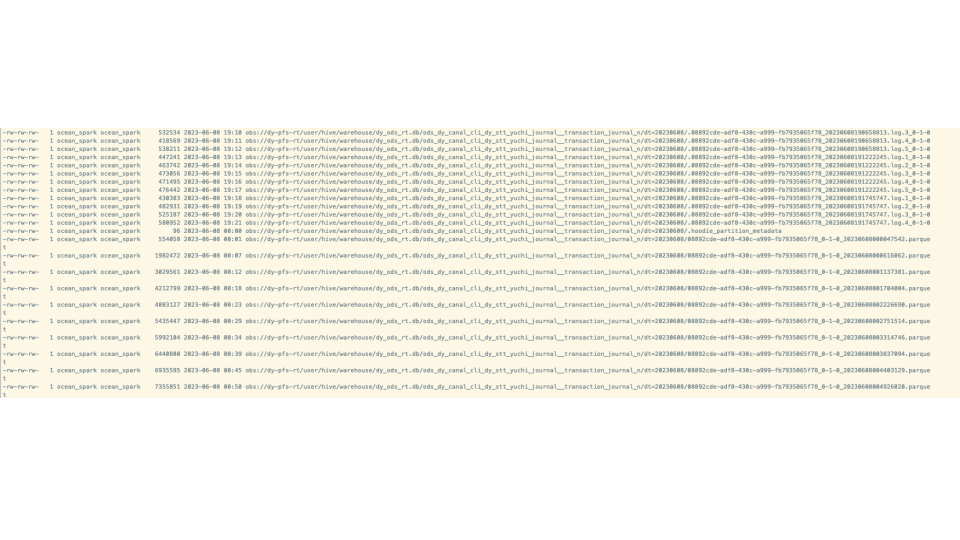 -rw-rw-rw-   1 ocean_spark ocean_spark     532534 2023-06-08 19:10 obs://dy-pfs-rt/user/hive/warehouse/dy_ods_rt.db/ods_dy_canal_cli_dy_stt_yuchi_journal__transaction_journal_n/dt=20230608/.08892cde-adf8-430c-a999-fb7935065f78_20230608190658813.log.3_0-1-0
-rw-rw-rw-   1 ocean_spark ocean_spark     418569 2023-06-08 19:11 obs://dy-pfs-rt/user/hive/warehouse/dy_ods_rt.db/ods_dy_canal_cli_dy_stt_yuchi_journal__transaction_journal_n/dt=20230608/.08892cde-adf8-430c-a999-fb7935065f78_20230608190658813.log.4_0-1-0
-rw-rw-rw-   1 ocean_spark ocean_spark     538211 2023-06-08 19:12 obs://dy-pfs-rt/user/hive/warehouse/dy_ods_rt.db/ods_dy_canal_cli_dy_stt_yuchi_journal__transaction_journal_n/dt=20230608/.08892cde-adf8-430c-a999-fb7935065f78_20230608190658813.log.5_0-1-0
-rw-rw-rw-   1 ocean_spark ocean_spark     447241 2023-06-08 19:13 obs://dy-pfs-rt/user/hive/warehouse/dy_ods_rt.db/ods_dy_canal_cli_dy_stt_yuchi_journal__transaction_journal_n/dt=20230608/.08892cde-adf8-430c-a999-fb7935065f78_20230608191222245.log.1_0-1-0
-rw-rw-rw-   1 ocean_spark ocean_spark     463742 2023-06-08 19:14 obs://dy-pfs-rt/user/hive/warehouse/dy_ods_rt.db/ods_dy_canal_cli_dy_stt_yuchi_journal__transaction_journal_n/dt=20230608/.08892cde-adf8-430c-a999-fb7935065f78_20230608191222245.log.2_0-1-0
-rw-rw-rw-   1 ocean_spark ocean_spark     473056 2023-06-08 19:15 obs://dy-pfs-rt/user/hive/warehouse/dy_ods_rt.db/ods_dy_canal_cli_dy_stt_yuchi_journal__transaction_journal_n/dt=20230608/.08892cde-adf8-430c-a999-fb7935065f78_20230608191222245.log.3_0-1-0
-rw-rw-rw-   1 ocean_spark ocean_spark     471495 2023-06-08 19:16 obs://dy-pfs-rt/user/hive/warehouse/dy_ods_rt.db/ods_dy_canal_cli_dy_stt_yuchi_journal__transaction_journal_n/dt=20230608/.08892cde-adf8-430c-a999-fb7935065f78_20230608191222245.log.4_0-1-0
-rw-rw-rw-   1 ocean_spark ocean_spark     476442 2023-06-08 19:17 obs://dy-pfs-rt/user/hive/warehouse/dy_ods_rt.db/ods_dy_canal_cli_dy_stt_yuchi_journal__transaction_journal_n/dt=20230608/.08892cde-adf8-430c-a999-fb7935065f78_20230608191222245.log.5_0-1-0
-rw-rw-rw-   1 ocean_spark ocean_spark     430383 2023-06-08 19:18 obs://dy-pfs-rt/user/hive/warehouse/dy_ods_rt.db/ods_dy_canal_cli_dy_stt_yuchi_journal__transaction_journal_n/dt=20230608/.08892cde-adf8-430c-a999-fb7935065f78_20230608191745747.log.1_0-1-0
-rw-rw-rw-   1 ocean_spark ocean_spark     482931 2023-06-08 19:19 obs://dy-pfs-rt/user/hive/warehouse/dy_ods_rt.db/ods_dy_canal_cli_dy_stt_yuchi_journal__transaction_journal_n/dt=20230608/.08892cde-adf8-430c-a999-fb7935065f78_20230608191745747.log.2_0-1-0
-rw-rw-rw-   1 ocean_spark ocean_spark     525187 2023-06-08 19:20 obs://dy-pfs-rt/user/hive/warehouse/dy_ods_rt.db/ods_dy_canal_cli_dy_stt_yuchi_journal__transaction_journal_n/dt=20230608/.08892cde-adf8-430c-a999-fb7935065f78_20230608191745747.log.3_0-1-0
-rw-rw-rw-   1 ocean_spark ocean_spark     500952 2023-06-08 19:21 obs://dy-pfs-rt/user/hive/warehouse/dy_ods_rt.db/ods_dy_canal_cli_dy_stt_yuchi_journal__transaction_journal_n/dt=20230608/.08892cde-adf8-430c-a999-fb7935065f78_20230608191745747.log.4_0-1-0
-rw-rw-rw-   1 ocean_spark ocean_spark         96 2023-06-08 00:00 obs://dy-pfs-rt/user/hive/warehouse/dy_ods_rt.db/ods_dy_canal_cli_dy_stt_yuchi_journal__transaction_journal_n/dt=20230608/.hoodie_partition_metadata
-rw-rw-rw-   1 ocean_spark ocean_spark     554058 2023-06-08 00:01 obs://dy-pfs-rt/user/hive/warehouse/dy_ods_rt.db/ods_dy_canal_cli_dy_stt_yuchi_journal__transaction_journal_n/dt=20230608/08892cde-adf8-430c-a999-fb7935065f78_0-1-0_20230608000047542.parque
t
-rw-rw-rw-   1 ocean_spark ocean_spark    1982472 2023-06-08 00:07 obs://dy-pfs-rt/user/hive/warehouse/dy_ods_rt.db/ods_dy_canal_cli_dy_stt_yuchi_journal__transaction_journal_n/dt=20230608/08892cde-adf8-430c-a999-fb7935065f78_0-1-0_20230608000616062.parque
t
-rw-rw-rw-   1 ocean_spark ocean_spark    3029561 2023-06-08 00:12 obs://dy-pfs-rt/user/hive/warehouse/dy_ods_rt.db/ods_dy_canal_cli_dy_stt_yuchi_journal__transaction_journal_n/dt=20230608/08892cde-adf8-430c-a999-fb7935065f78_0-1-0_20230608001137381.parque
t
-rw-rw-rw-   1 ocean_spark ocean_spark    4212799 2023-06-08 00:18 obs://dy-pfs-rt/user/hive/warehouse/dy_ods_rt.db/ods_dy_canal_cli_dy_stt_yuchi_journal__transaction_journal_n/dt=20230608/08892cde-adf8-430c-a999-fb7935065f78_0-1-0_20230608001704004.parque
t
-rw-rw-rw-   1 ocean_spark ocean_spark    4883127 2023-06-08 00:23 obs://dy-pfs-rt/user/hive/warehouse/dy_ods_rt.db/ods_dy_canal_cli_dy_stt_yuchi_journal__transaction_journal_n/dt=20230608/08892cde-adf8-430c-a999-fb7935065f78_0-1-0_20230608002226690.parque
t
-rw-rw-rw-   1 ocean_spark ocean_spark    5435447 2023-06-08 00:29 obs://dy-pfs-rt/user/hive/warehouse/dy_ods_rt.db/ods_dy_canal_cli_dy_stt_yuchi_journal__transaction_journal_n/dt=20230608/08892cde-adf8-430c-a999-fb7935065f78_0-1-0_20230608002751514.parque
t
-rw-rw-rw-   1 ocean_spark ocean_spark    5992104 2023-06-08 00:34 obs://dy-pfs-rt/user/hive/warehouse/dy_ods_rt.db/ods_dy_canal_cli_dy_stt_yuchi_journal__transaction_journal_n/dt=20230608/08892cde-adf8-430c-a999-fb7935065f78_0-1-0_20230608003314746.parque
t
-rw-rw-rw-   1 ocean_spark ocean_spark    6440800 2023-06-08 00:39 obs://dy-pfs-rt/user/hive/warehouse/dy_ods_rt.db/ods_dy_canal_cli_dy_stt_yuchi_journal__transaction_journal_n/dt=20230608/08892cde-adf8-430c-a999-fb7935065f78_0-1-0_20230608003837094.parque
t
-rw-rw-rw-   1 ocean_spark ocean_spark    6935595 2023-06-08 00:45 obs://dy-pfs-rt/user/hive/warehouse/dy_ods_rt.db/ods_dy_canal_cli_dy_stt_yuchi_journal__transaction_journal_n/dt=20230608/08892cde-adf8-430c-a999-fb7935065f78_0-1-0_20230608004403129.parque
t
-rw-rw-rw-   1 ocean_spark ocean_spark    7355851 2023-06-08 00:50 obs://dy-pfs-rt/user/hive/warehouse/dy_ods_rt.db/ods_dy_canal_cli_dy_stt_yuchi_journal__transaction_journal_n/dt=20230608/08892cde-adf8-430c-a999-fb7935065f78_0-1-0_20230608004926020.parque
t